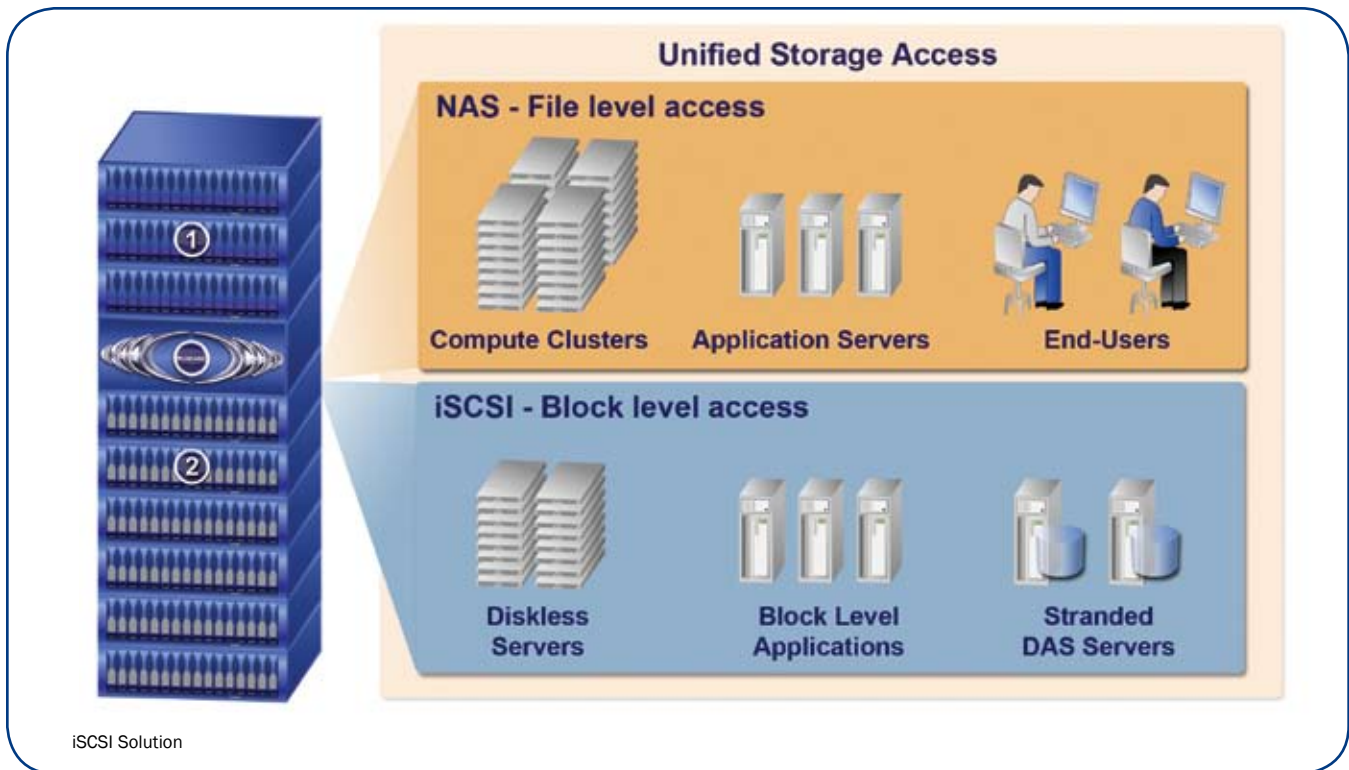 Unified Storage Access
NAS - File level access
1
Compute Clusters
Application Servers
End-Users
iSCSI - Block level access
2
Diskless
Servers
Block Level
Applications
Stranded
DAS Servers
iSCSI Solution